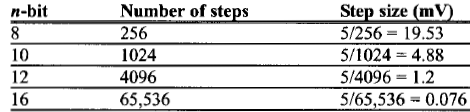 n-bit Number of steps Step size (mV)
8 256 5/256 = 19.53
10 1024 5/1024 = 4.88
12 4096 5/4096 = 1.2
16 65,536 5/65,536 = 0.076